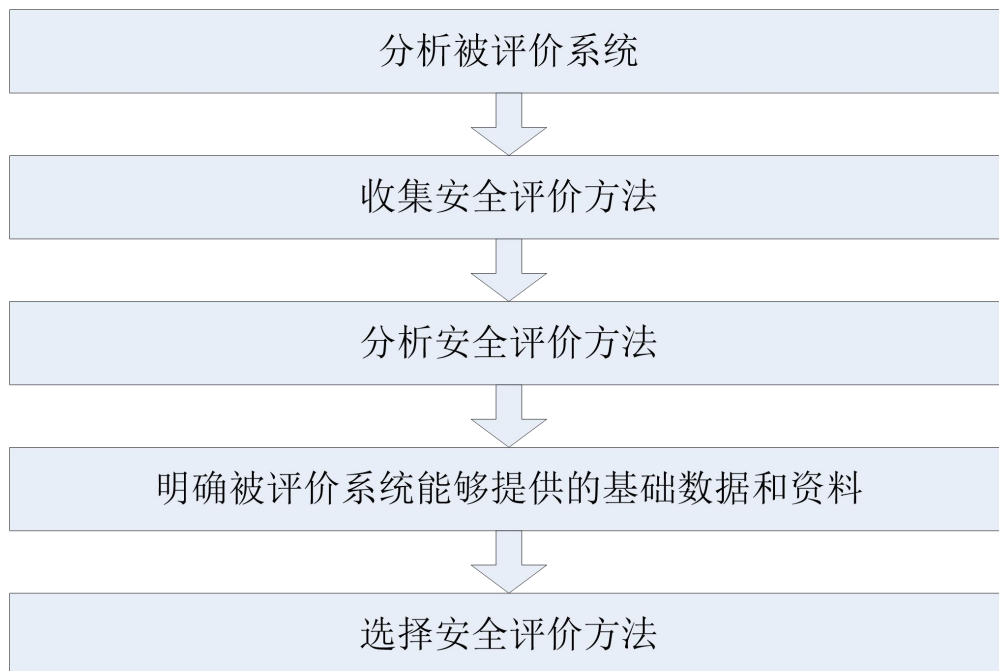 分析被评价系统
收集安全评价方法
分析安全评价方法
明确被评价系统能够提供的基础数据和资料
选择安全评价方法